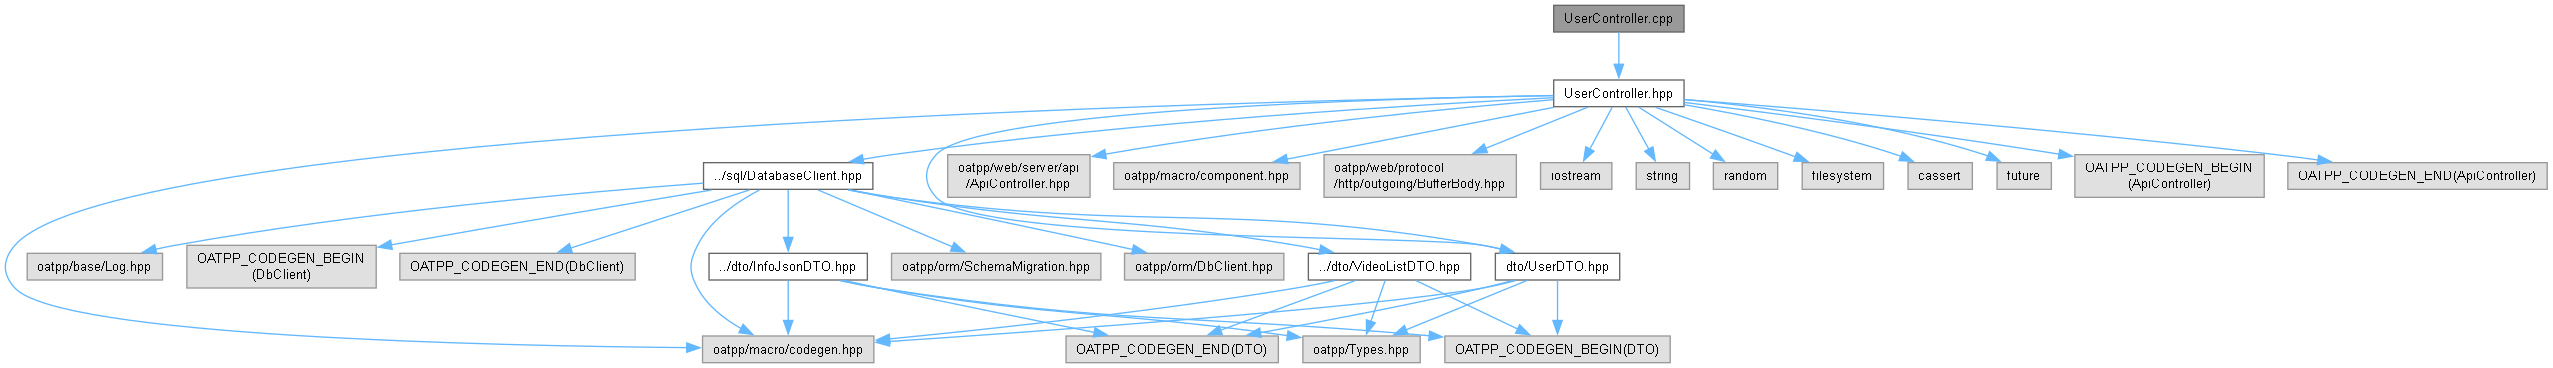 UserController.cpp
UserController.hpp
../sql/DatabaseClient.hpp
oatpp/web/server/api
/ApiController.hpp
oatpp/macro/component.hpp
oatpp/web/protocol
/http/outgoing/BufferBody.hpp
iostream
string
random
filesystem
cassert
future
OATPP_CODEGEN_BEGIN
(ApiController)
OATPP_CODEGEN_END(ApiController)
oatpp/base/Log.hpp
OATPP_CODEGEN_BEGIN
(DbClient)
OATPP_CODEGEN_END(DbClient)
../dto/InfoJsonDTO.hpp
oatpp/orm/SchemaMigration.hpp
oatpp/orm/DbClient.hpp
../dto/VideoListDTO.hpp
dto/UserDTO.hpp
oatpp/macro/codegen.hpp
OATPP_CODEGEN_END(DTO)
oatpp/Types.hpp
OATPP_CODEGEN_BEGIN(DTO)